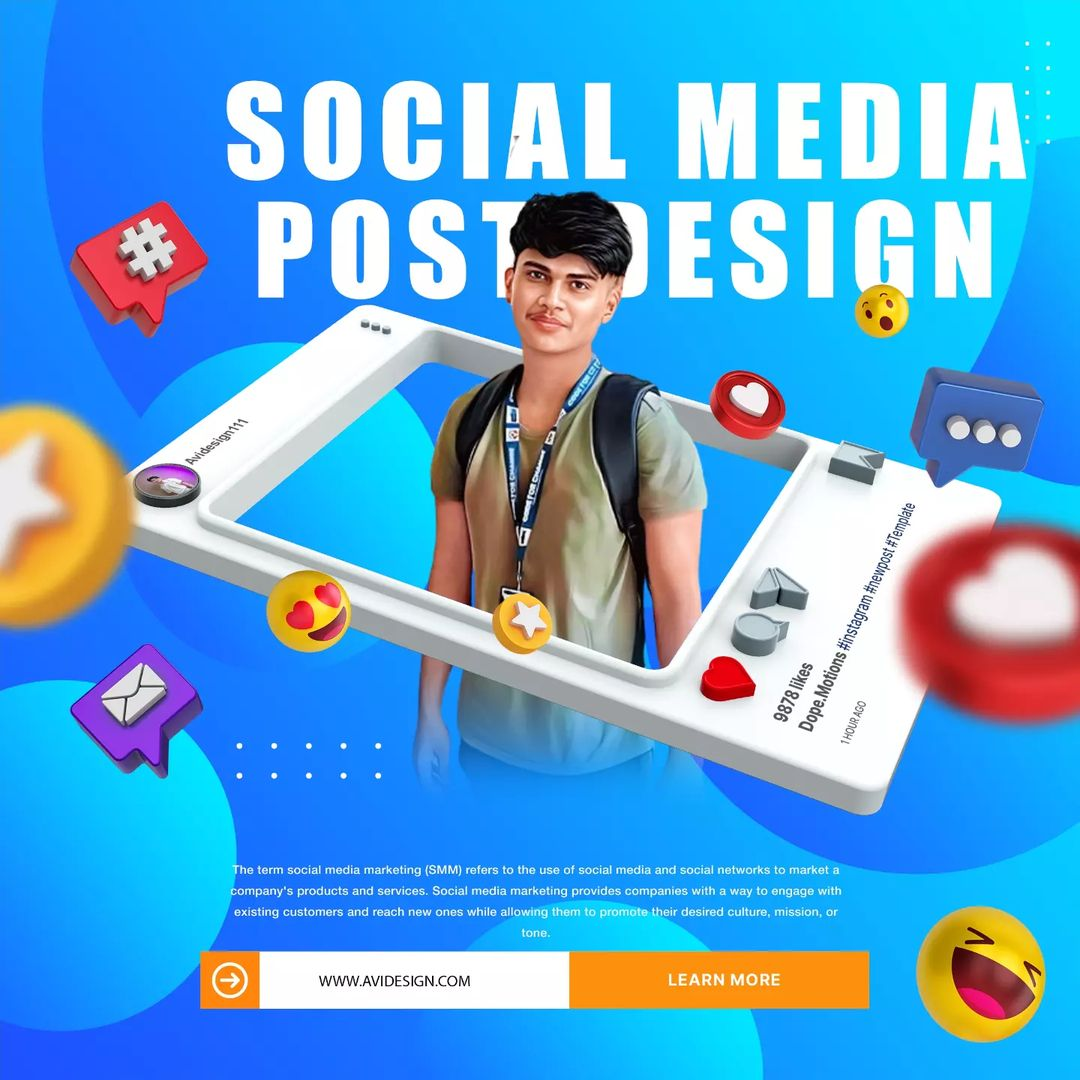 SOCIAL MEDIA
POST DESIGN
#
Avidesign111
CODE FOR CHANGE
#instagram #newpost #Template
9878 likes
Dope.Motions
1 HOUR AGO
The term social media marketing (SMM) refers to the use of social media and social networks to market a
company's products and services. Social media marketing provides companies with a way to engage with
existing customers and reach new ones while allowing them to promote their desired culture, mission, or
tone.
WWW.AVIDESIGN.COM
LEARN MORE